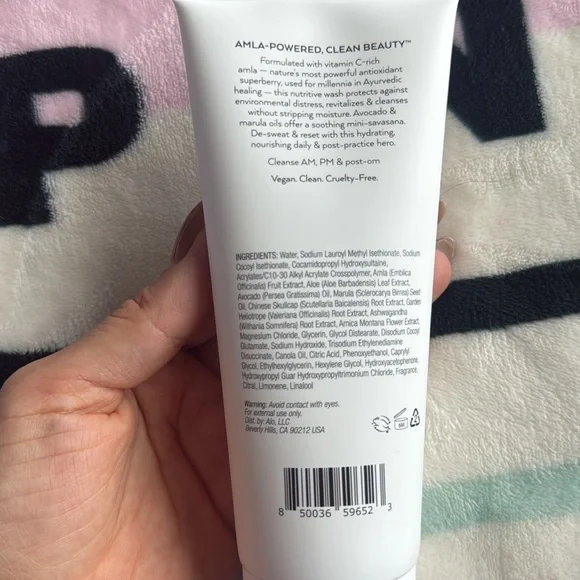 AMLA-POWERED, CLEAN BEAUTY™
Formulated with vitamin C-rich
amla — nature's most powerful antioxidant
superberry, used for millennia in Ayurvedic
healing — this nutritive wash protects against
environmental distress, revitalizes & cleanses
without stripping moisture. Avocado &
marula oils offer a soothing mini-savasana.
De-sweat & reset with this hydrating,
nourishing daily & post-practice hero.
Cleanse AM, PM & post-om
Vegan. Clean. Cruelty-Free.
INGREDIENTS: Water, Sodium Lauroyl Methyl Isethionate, Sodium
Cocoyl Isethionate, Cocamidopropyl Hydroxysultaine,
Acrylates/C10-30 Alkyl Acrylate Crosspolymer, Amla (Emblica
Officinalis) Fruit Extract, Aloe (Aloe Barbadensis) Leaf Extract,
Avocado (Persea Gratissima) Oil, Marula (Sclerocarya Birrea) Seed
Oil, Chinese Skullcap (Scutellaria Baicalensis) Root Extract, Garden
Heliotrope (Valeriana Officinalis) Root Extract, Ashwagandha
(Withania Somnifera) Root Extract, Arnica Montana Flower Extract,
Magnesium Chloride, Glycerin, Glycol Distearate, Disodium Cocoyl
Glutamate, Sodium Hydroxide, Trisodium Ethylenediamine
Disuccinate, Canola Oil, Citric Acid, Phenoxyethanol, Caprylyl
Glycol, Ethylhexylglycerin, Hexylene Glycol, Hydroxyacetophenone,
Hydroxypropyl Guar Hydroxypropyltrimonium Chloride, Fragrance,
Citral, Limonene, Linalool
Warning: Avoid contact with eyes.
For external use only.
Dist. by: Alo, LLC
Beverly Hills, CA 90212 USA
8 50036 59652 3